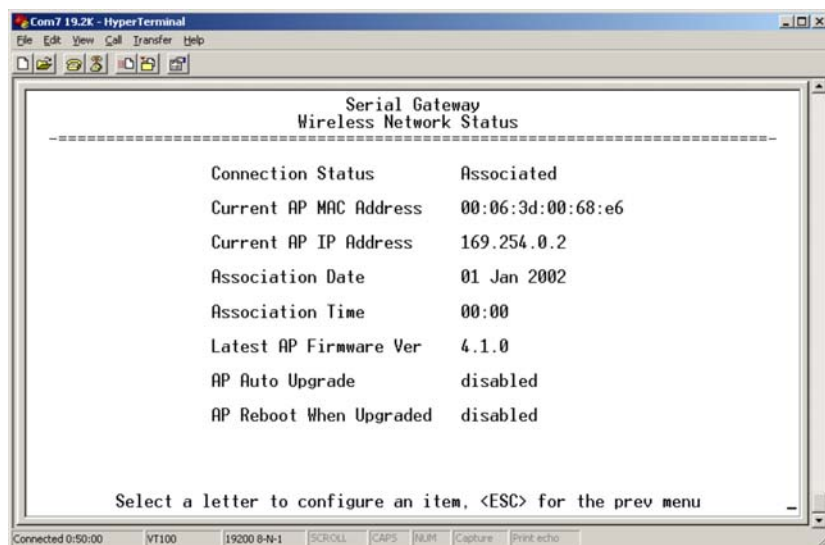 Com7 19.2K - HyperTerminal
File Edit View Call Transfer Help
Serial Gateway
Wireless Network Status
Connection Status Associated
Current AP MAC Address 00:06:3d:00:68:e6
Current AP IP Address 169.254.0.2
Association Date 01 Jan 2002
Association Time 00:00
Latest AP Firmware Ver 4.1.0
AP Auto Upgrade disabled
AP Reboot When Upgraded disabled
Select a letter to configure an item, <ESC> for the prev menu
Connected 0:50:00 VT100 19200 8-N-1 SCROLL CAPS NUM Capture Print echo